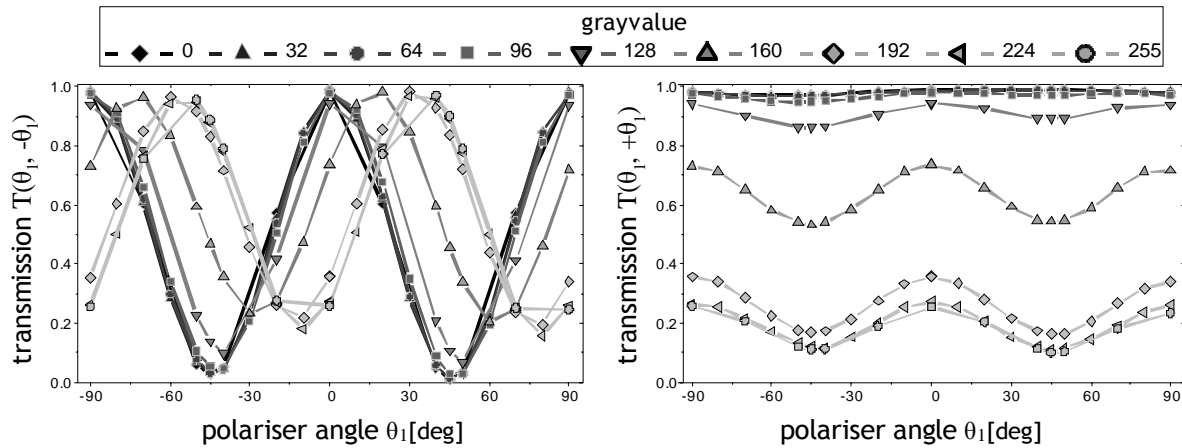 grayvalue
0 32 64 96 128 160 192 224 255
transmission T(θ1, -θ1)
1.0
0.8
0.6
0.4
0.2
0.0
-90 -60 -30 0 30 60 90
polariser angle θ1[deg]
transmission T(θ1, +θ1)
1.0
0.8
0.6
0.4
0.2
0.0
-90 -60 -30 0 30 60 90
polariser angle θ1[deg]